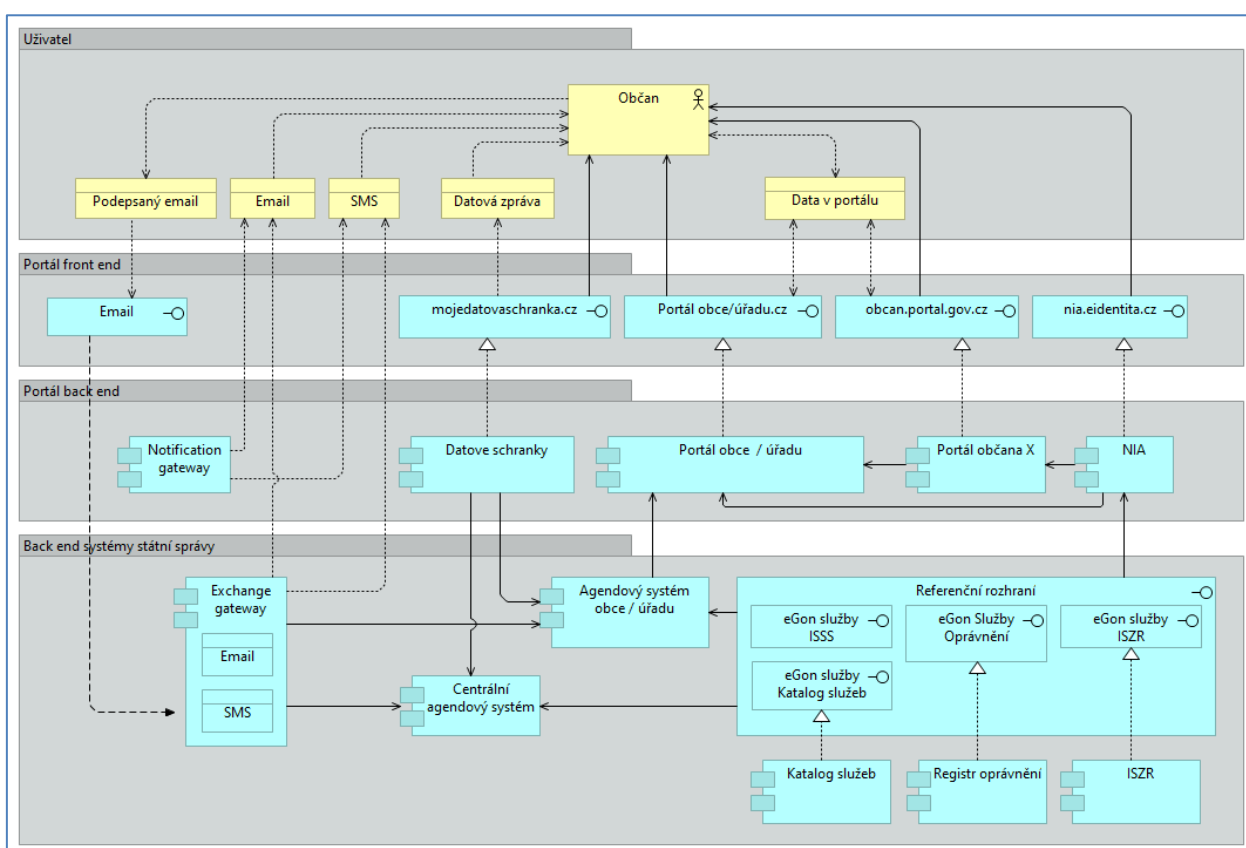 Uživatel
Občan
Podepsaný email
Email
SMS
Datová zpráva
Data v portálu
Portál front end
Email
mojedatovaschranka.cz
Portál obce/úřadu.cz
obcan.portal.gov.cz
nia.eidentita.cz
Portál back end
Notification
gateway
Datove schranky
Portál obce / úřadu
Portál občana X
NIA
Back end systémy státní správy
Exchange
gateway
Email
SMS
Agendový systém
obce / úřadu
Centrální
agendový systém
Referenční rozhraní
eGon služby
ISSS
eGon Služby
Oprávnění
eGon služby
ISZR
eGon služby
Katalog služeb
Katalog služeb
Registr oprávnění
ISZR